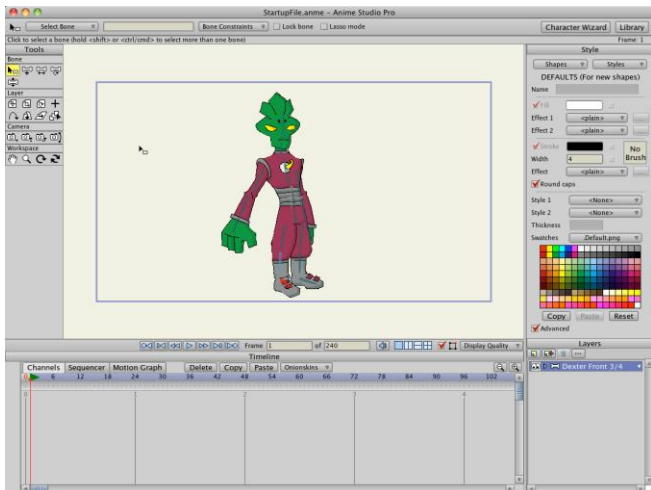 StartupFile.anme - Anime Studio Pro
Select Bone Bone Constraints Lock bone Lasso mode Character Wizard Library
Click to select a bone (hold <shift> or <ctrl/cmd> to select more than one bone) Frame: 1
Tools
Bone
Layer
Camera
Workspace
Style
Shapes Styles
DEFAULTS (For new shapes)
Name
Fill
Effect 1 <plain>
Effect 2 <plain>
Stroke No
Width 4 Brush
Effect <plain>
Round caps
Style 1 <None>
Style 2 <None>
Thickness
Swatches .Default.png
Copy Paste Reset
Advanced
Frame 1 of 240 Display Quality
Timeline
Channels Sequencer Motion Graph Delete Copy Paste Onionskins
0 6 12 18 24 30 36 42 48 54 60 66 72 78 84 90 96 102
0 1 2 3 4
Layers
Dexter Front 3/4